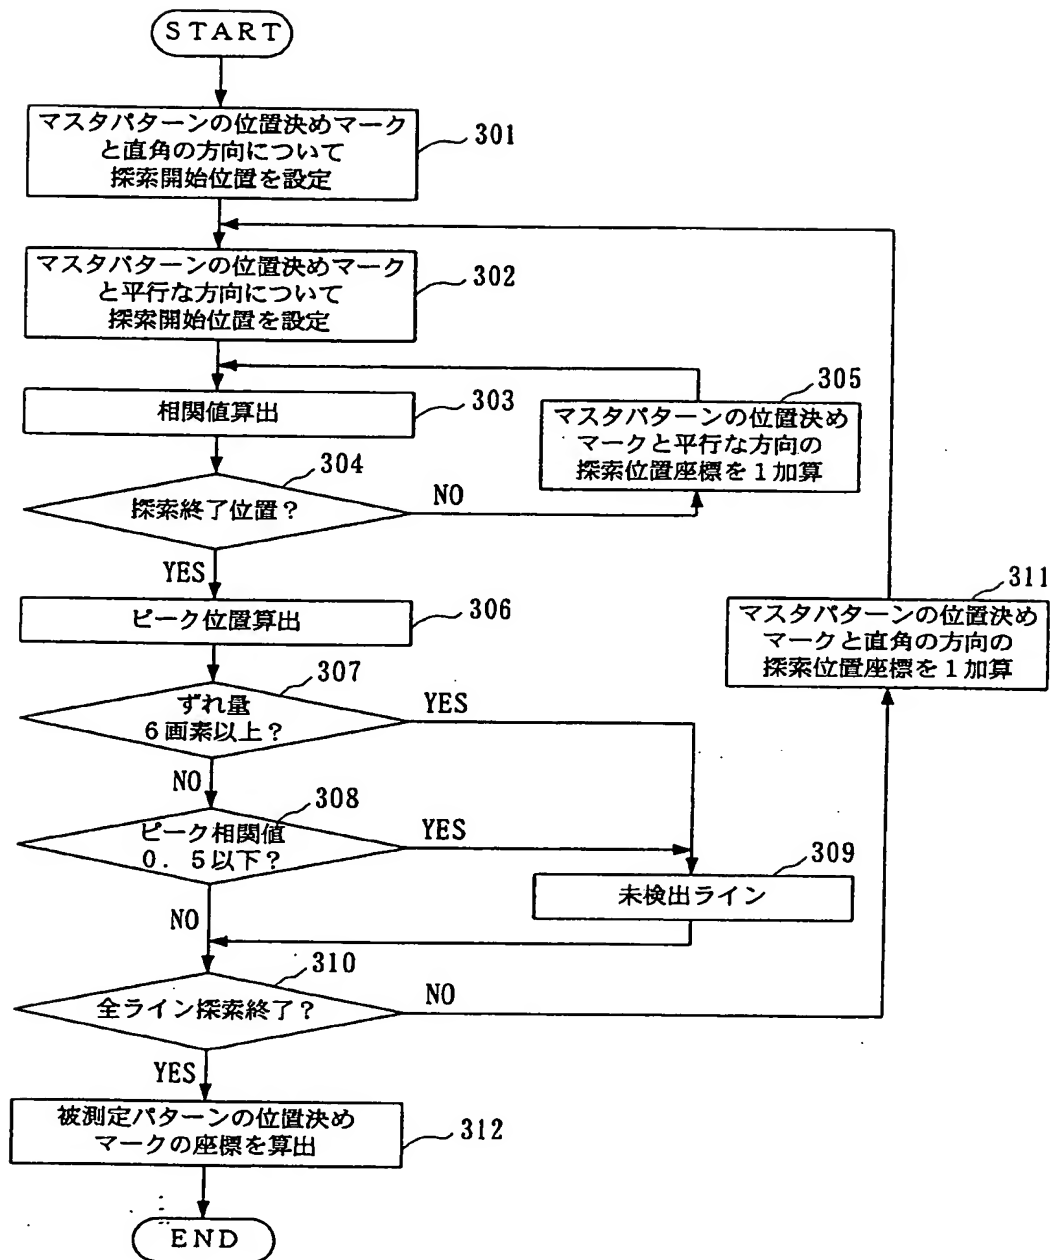 START
マスタパターンの位置決めマーク
と直角の方向について
探索開始位置を設定
301
マスタパターンの位置決めマーク
と平行な方向について
探索開始位置を設定
302
相関値算出
303
305
マスタパターンの位置決め
マークと平行な方向の
探索位置座標を1加算
304
探索終了位置?
NO
YES
ピーク位置算出
306
311
マスタパターンの位置決め
マークと直角の方向の
探索位置座標を1加算
307
ずれ量
6画素以上?
YES
NO
308
ピーク相関値
0.5以下?
YES
309
未検出ライン
NO
310
全ライン探索終了?
NO
YES
被測定パターンの位置決め
マークの座標を算出
312
END